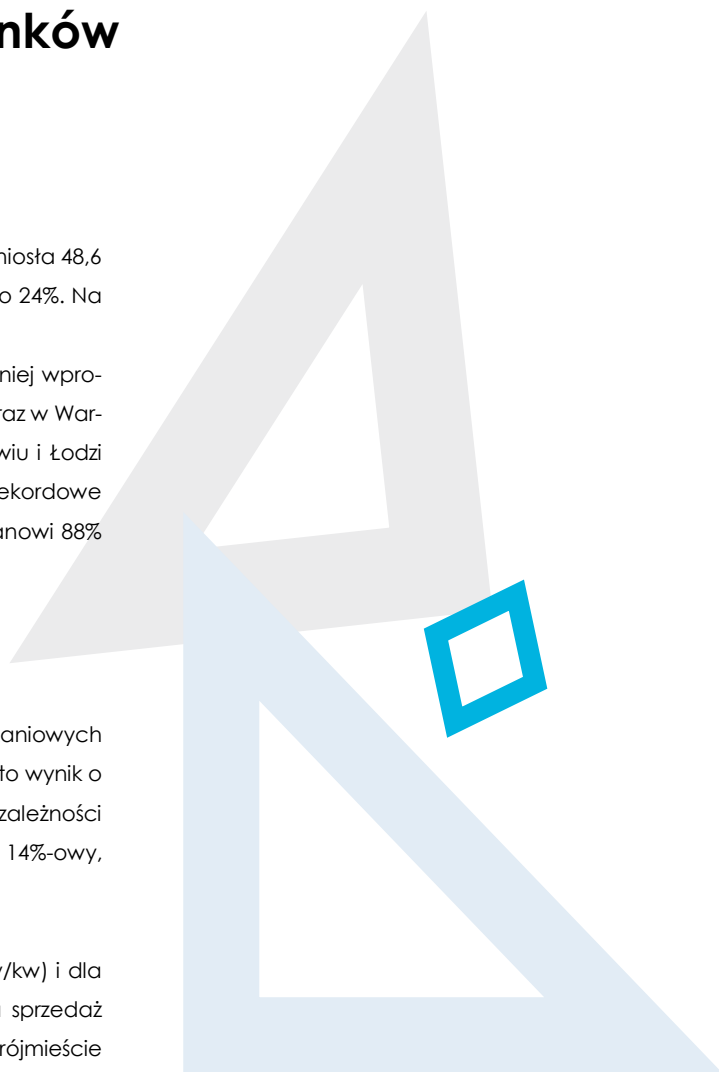 nków
niosła 48,6
o 24%. Na
niej wpro-
raz w War-
wiu i Łodzi
ekordowe
anowi 88%
aniowych
to wynik o
zależności
14%-owy,
/kw) i dla
sprzedaż
rójmieście